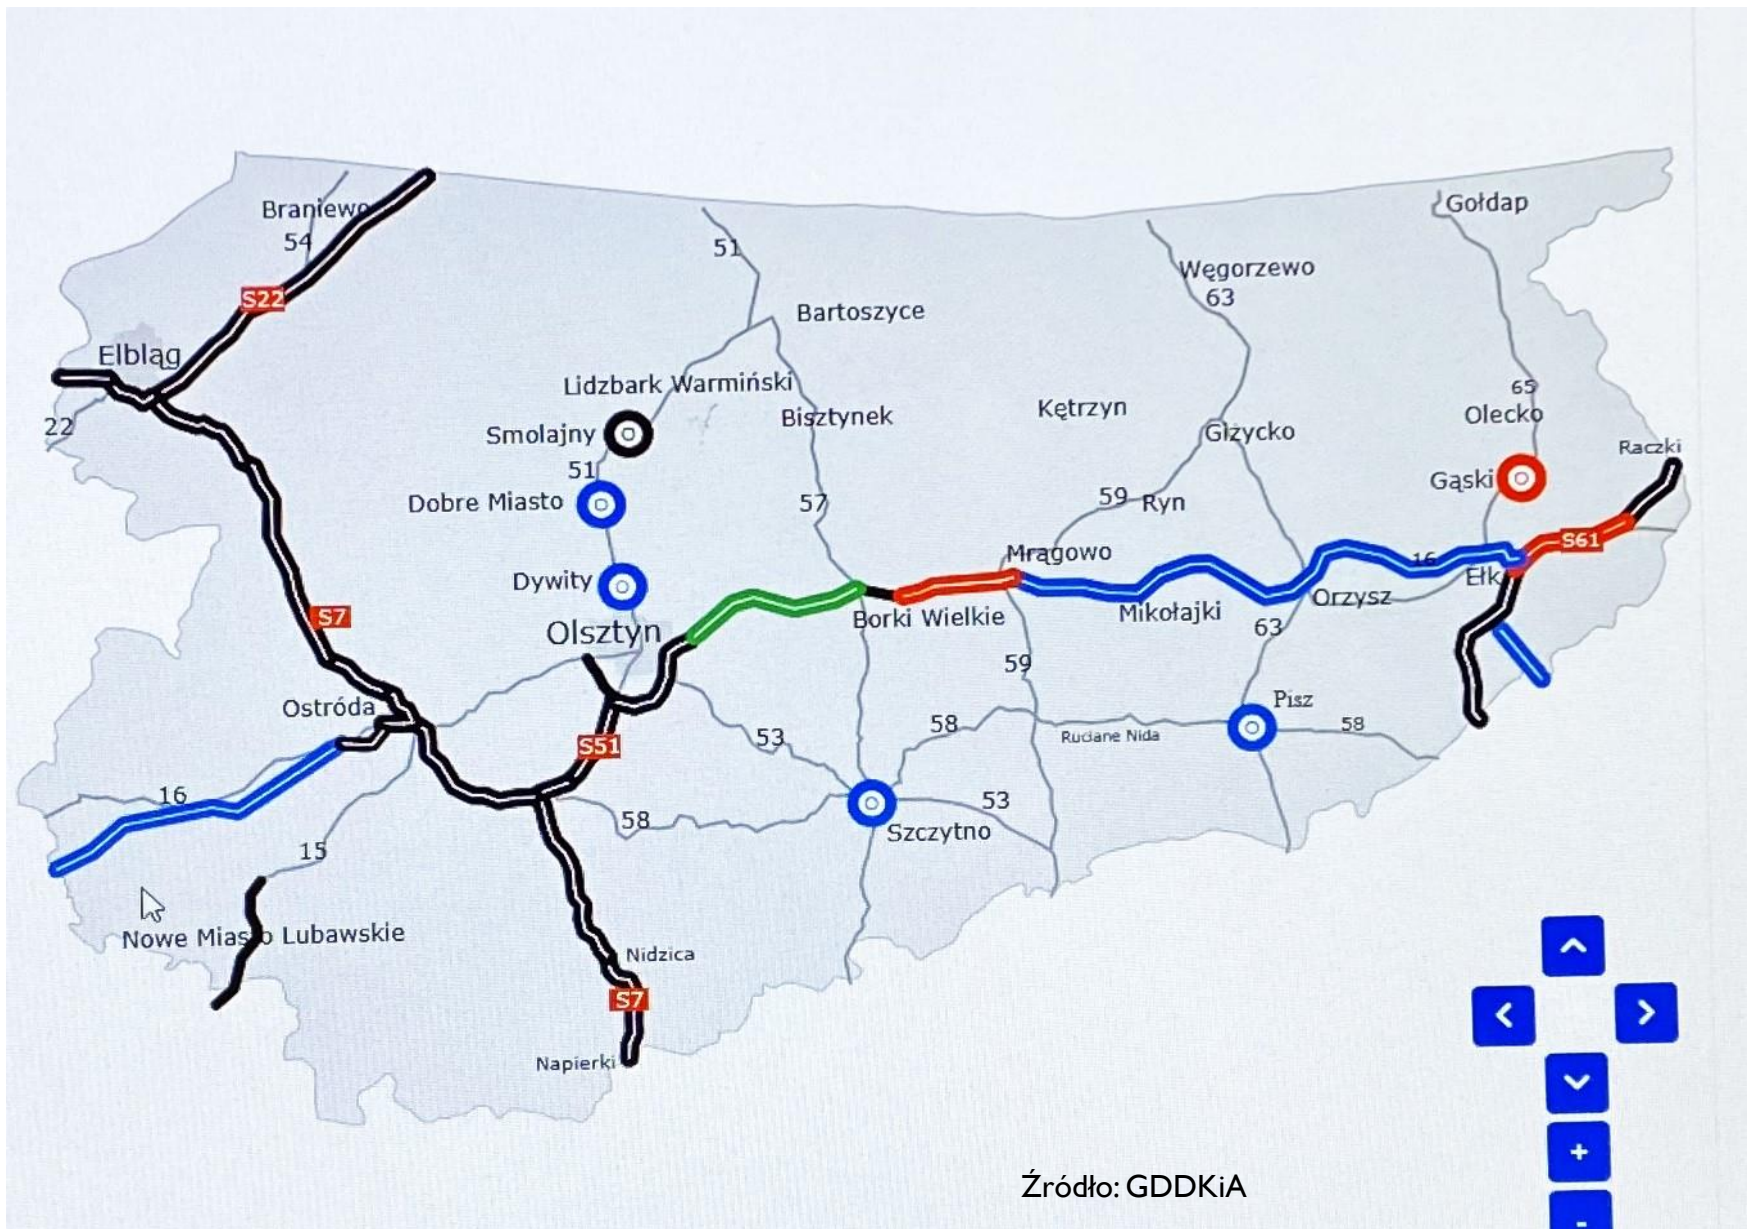 Braniewo
54
Gołdap
51
Węgorzewo
63
S22
Bartoszyce
Elbląg
Lidzbark Warmiński
65
Olecko
Kętrzyn
Bisztynek
22
Smolajny
Giżycko
Raczki
51
Gąski
Dobre Miasto
57
59
Ryn
S61
Mrągowo
16
Dywity
Ełk
Orzysz
S7
Borki Wielkie
Mikołajki
Olsztyn
63
59
Ostróda
Pisz
58
58
53
Ruciane Nida
S51
16
53
58
Szczytno
15
Nowe Miasto Lubawskie
Nidzica
S7
Napierki
+
-
Źródło: GDDKiA